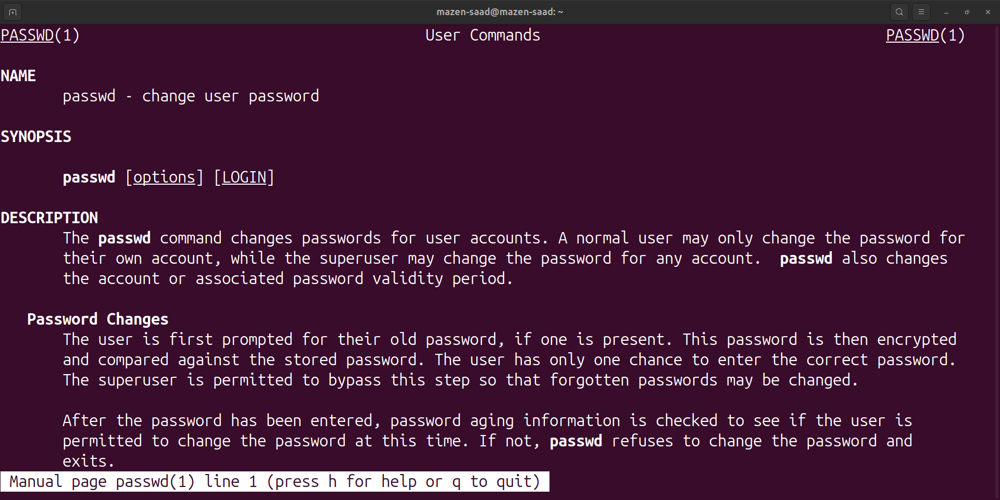 mazen-saad@mazen-saad: ~
PASSWD(1) User Commands PASSWD(1)
NAME
passwd - change user password
SYNOPSIS
passwd [options] [LOGIN]
DESCRIPTION
The passwd command changes passwords for user accounts. A normal user may only change the password for
their own account, while the superuser may change the password for any account.  passwd also changes
the account or associated password validity period.
Password Changes
The user is first prompted for their old password, if one is present. This password is then encrypted
and compared against the stored password. The user has only one chance to enter the correct password.
The superuser is permitted to bypass this step so that forgotten passwords may be changed.
After the password has been entered, password aging information is checked to see if the user is
permitted to change the password at this time. If not, passwd refuses to change the password and
exits.
Manual page passwd(1) line 1 (press h for help or q to quit)